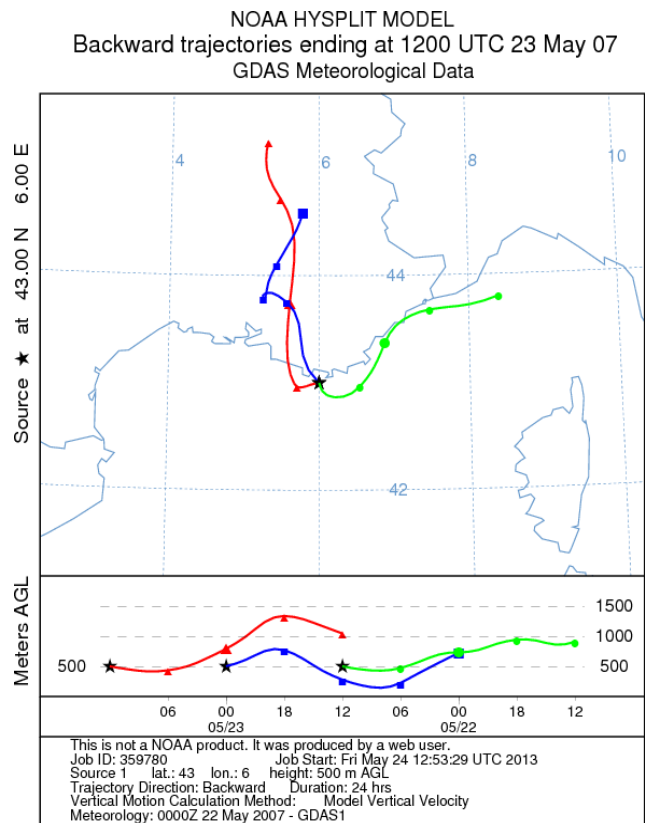 NOAA HYSPLIT MODEL
Backward trajectories ending at 1200 UTC 23 May 07
GDAS Meteorological Data
Source ★ at 43.00 N 6.00 E
4
6
8
10
44
42
Meters AGL
1500
1000
500
500
06
00
18
12
06
00
18
12
05/23
05/22
This is not a NOAA product. It was produced by a web user.
Job ID: 359780 Job Start: Fri May 24 12:53:29 UTC 2013
Source 1 lat.: 43 lon.: 6 height: 500 m AGL
Trajectory Direction: Backward Duration: 24 hrs
Vertical Motion Calculation Method: Model Vertical Velocity
Meteorology: 0000Z 22 May 2007 - GDAS1